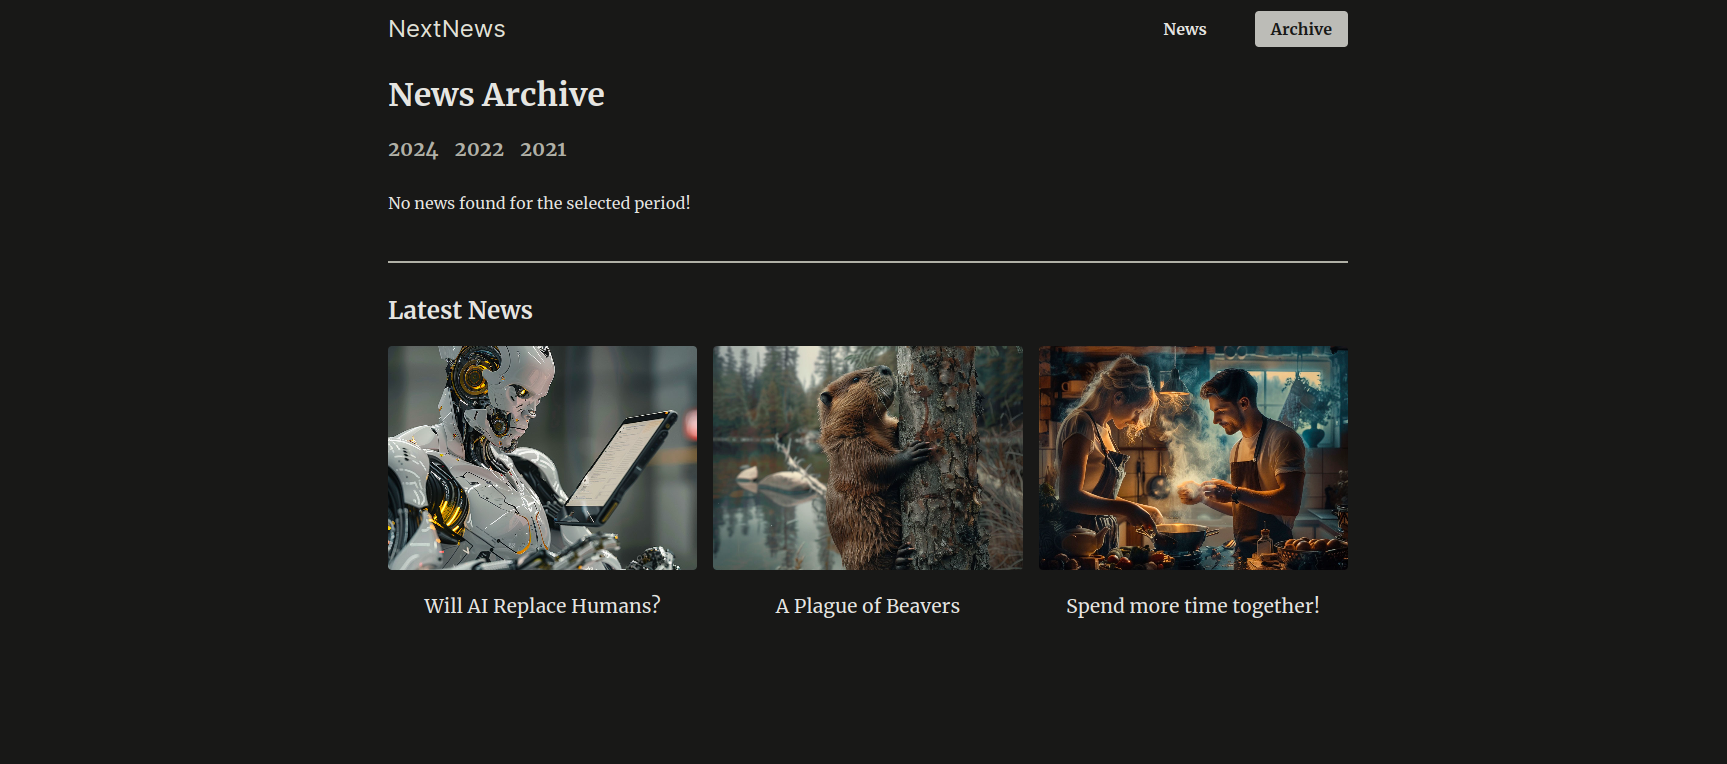 NextNews
News
Archive
News Archive
2024 2022 2021
No news found for the selected period!
Latest News
Will AI Replace Humans?
A Plague of Beavers
Spend more time together!